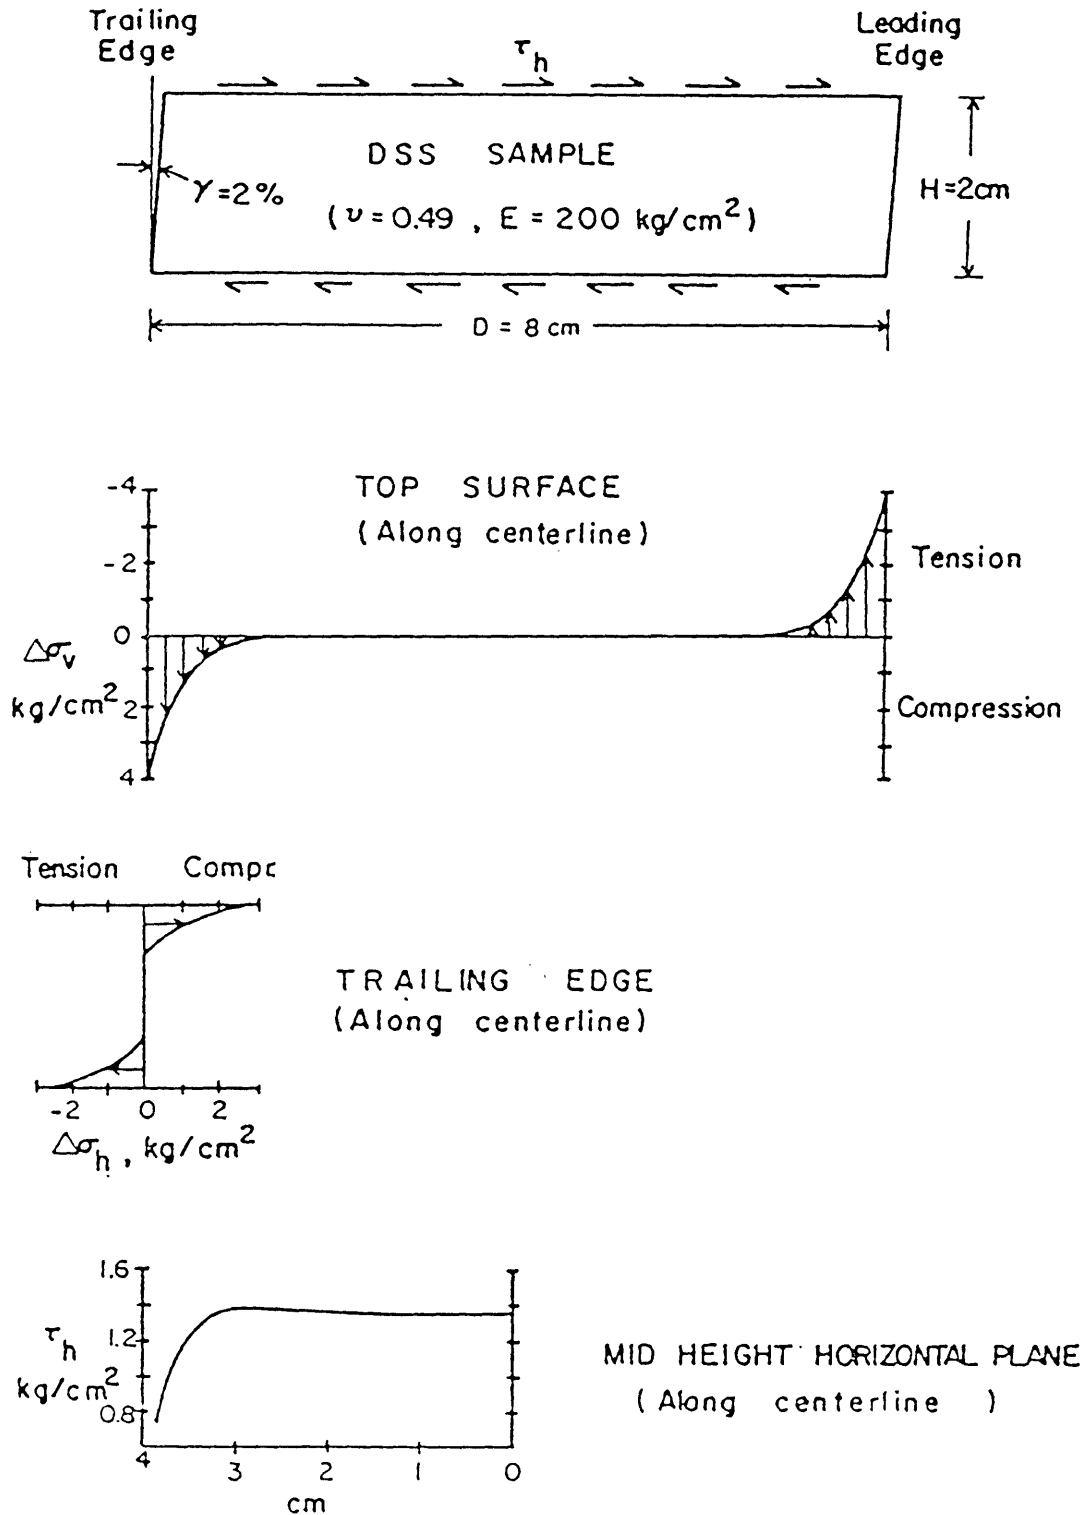 Trailing
Edge
Leading
Edge
τh
DSS SAMPLE
γ=2%
(ν=0.49 , E = 200 kg/cm²)
H=2cm
D = 8 cm
TOP SURFACE
(Along centerline)
-4
-2
0
2
4
Δσv
kg/cm²
Tension
Compression
Tension
TRAILING EDGE
(Along centerline)
-2 0 2
Δσh, kg/cm²
1.6
1.2
0.8
τh
kg/cm²
MID HEIGHT HORIZONTAL PLANE
(Along centerline )
4 3 2 1 0
cm